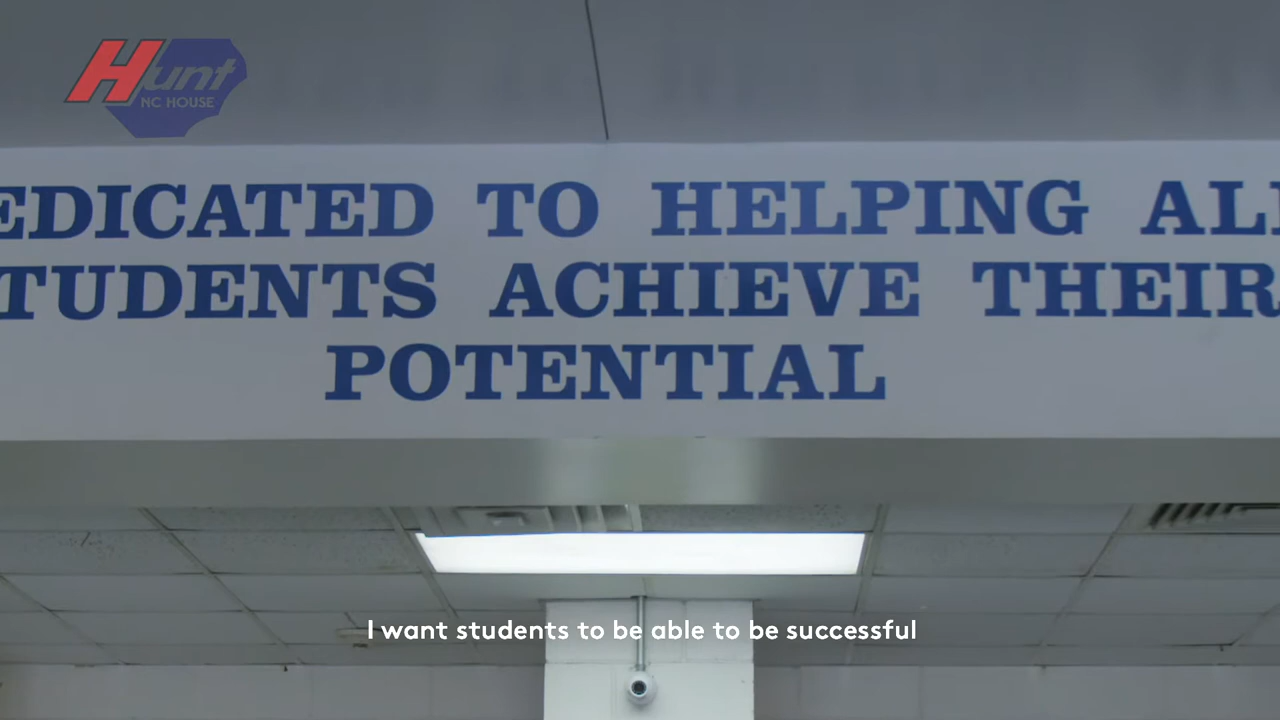 Hunt
NC HOUSE
EDICATED TO HELPING AL
TUDENTS ACHIEVE THEIR
POTENTIAL
I want students to be able to be successful